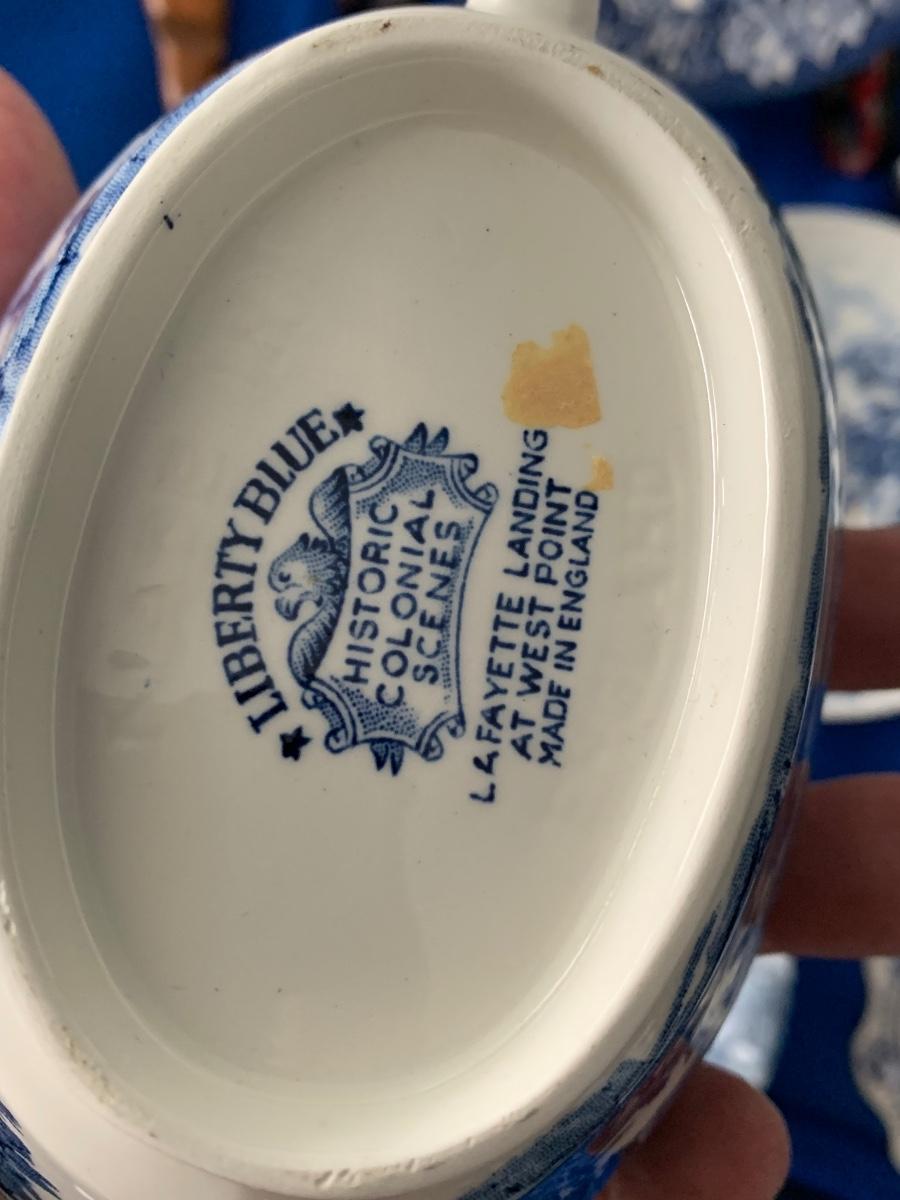 LIBERTY BLUE
HISTORIC
COLONIAL
SCENES
LAFAYETTE LANDING
AT WEST POINT
MADE IN ENGLAND